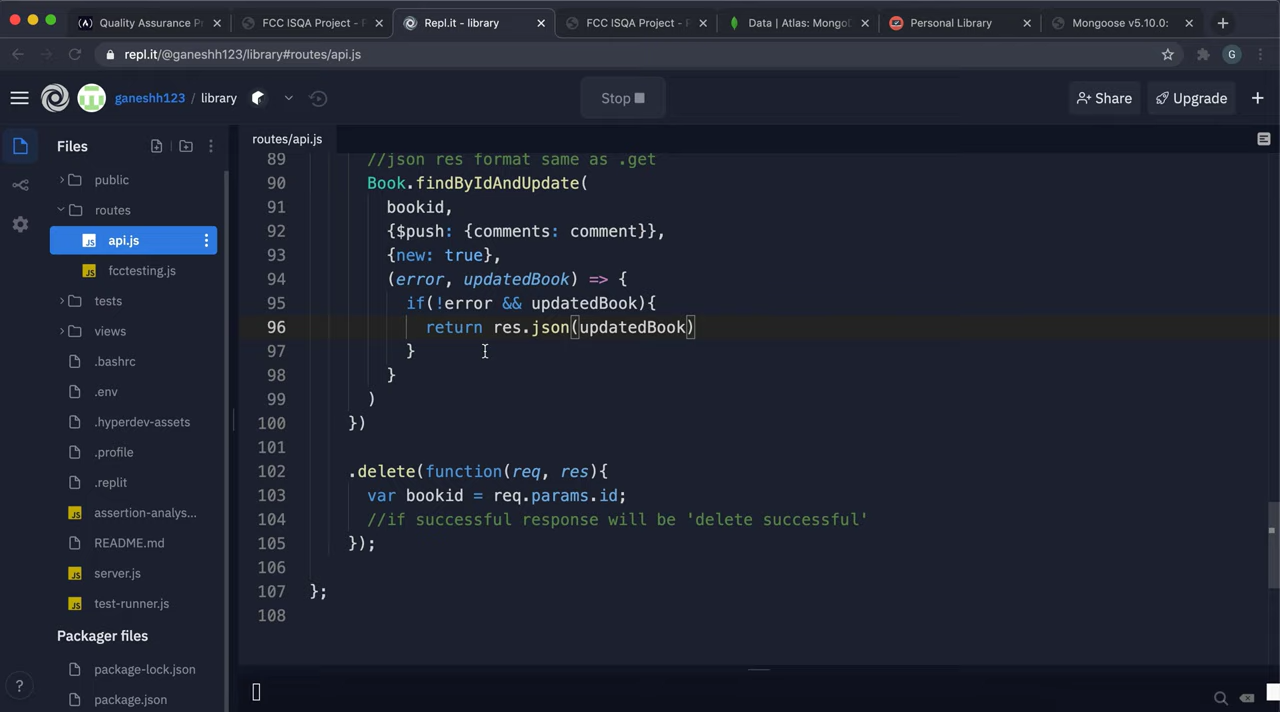 Quality Assurance P
FCC ISQA Project - F
Repl.it - library
FCC ISQA Project - F
Data | Atlas: MongoD
Personal Library
Mongoose v5.10.0:
repl.it/@ganeshh123/library#routes/api.js
G
ganeshh123 / library
Stop
Share
Upgrade
Files
routes/api.js
public
routes
JS api.js
JS fcctesting.js
tests
views
.bashrc
.env
.hyperdev-assets
.profile
.replit
JS assertion-analys...
README.md
JS server.js
JS test-runner.js
Packager files
package-lock.json
package.json
?
89 //json res format same as .get
90 Book.findByIdAndUpdate(
91 bookid,
92 {$push: {comments: comment}},
93 {new: true},
94 (error, updatedBook) => {
95 if(!error && updatedBook){
96 return res.json(updatedBook)
97 }
98 }
99 )
100 })
101
102 .delete(function(req, res){
103 var bookid = req.params.id;
104 //if successful response will be 'delete successful'
105 });
106
107 };
108